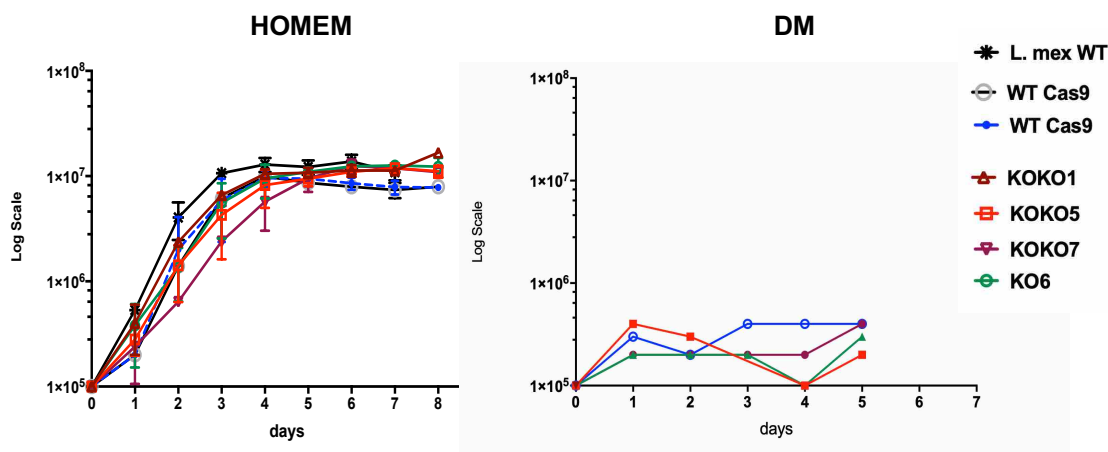 HOMEM
DM
L. mex WT
WT Cas9
WT Cas9
KOKO1
KOKO5
KOKO7
KO6
1×10⁸
1×10⁷
1×10⁶
1×10⁵
Log Scale
0 1 2 3 4 5 6 7 8
days
1×10⁸
1×10⁷
1×10⁶
1×10⁵
Log Scale
0 1 2 3 4 5 6 7
days